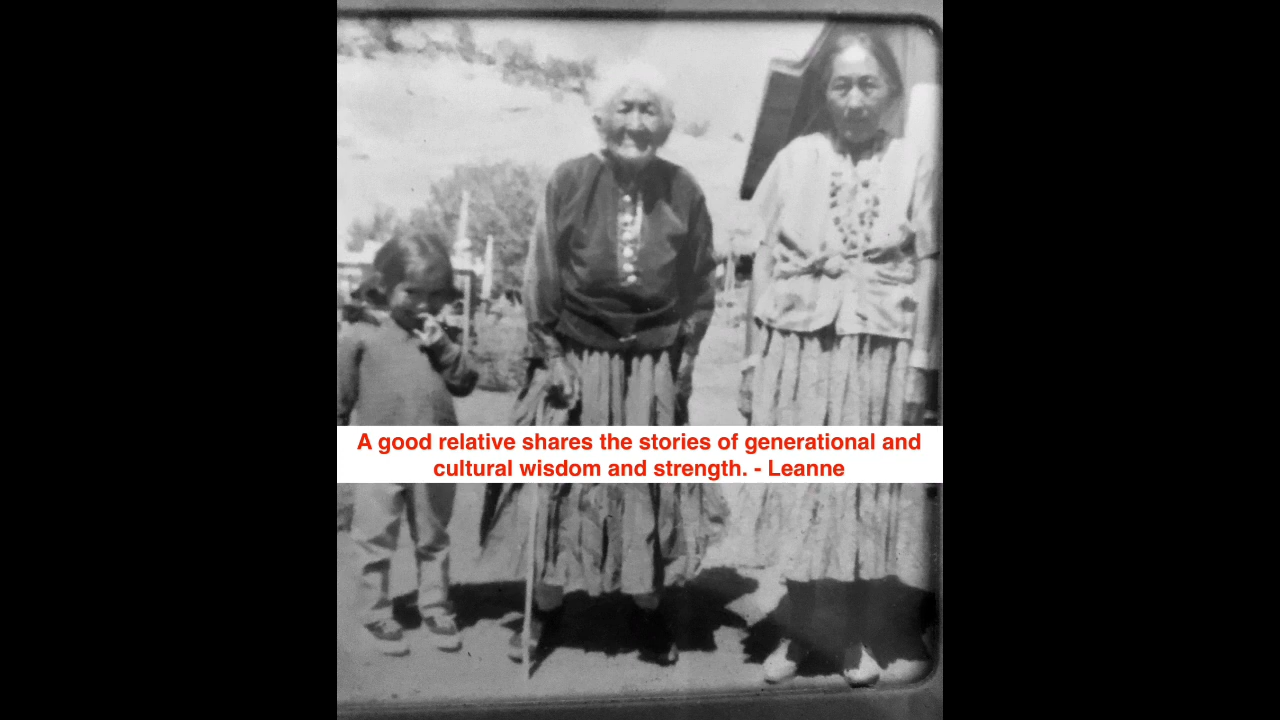 A good relative shares the stories of generational and
cultural wisdom and strength. - Leanne